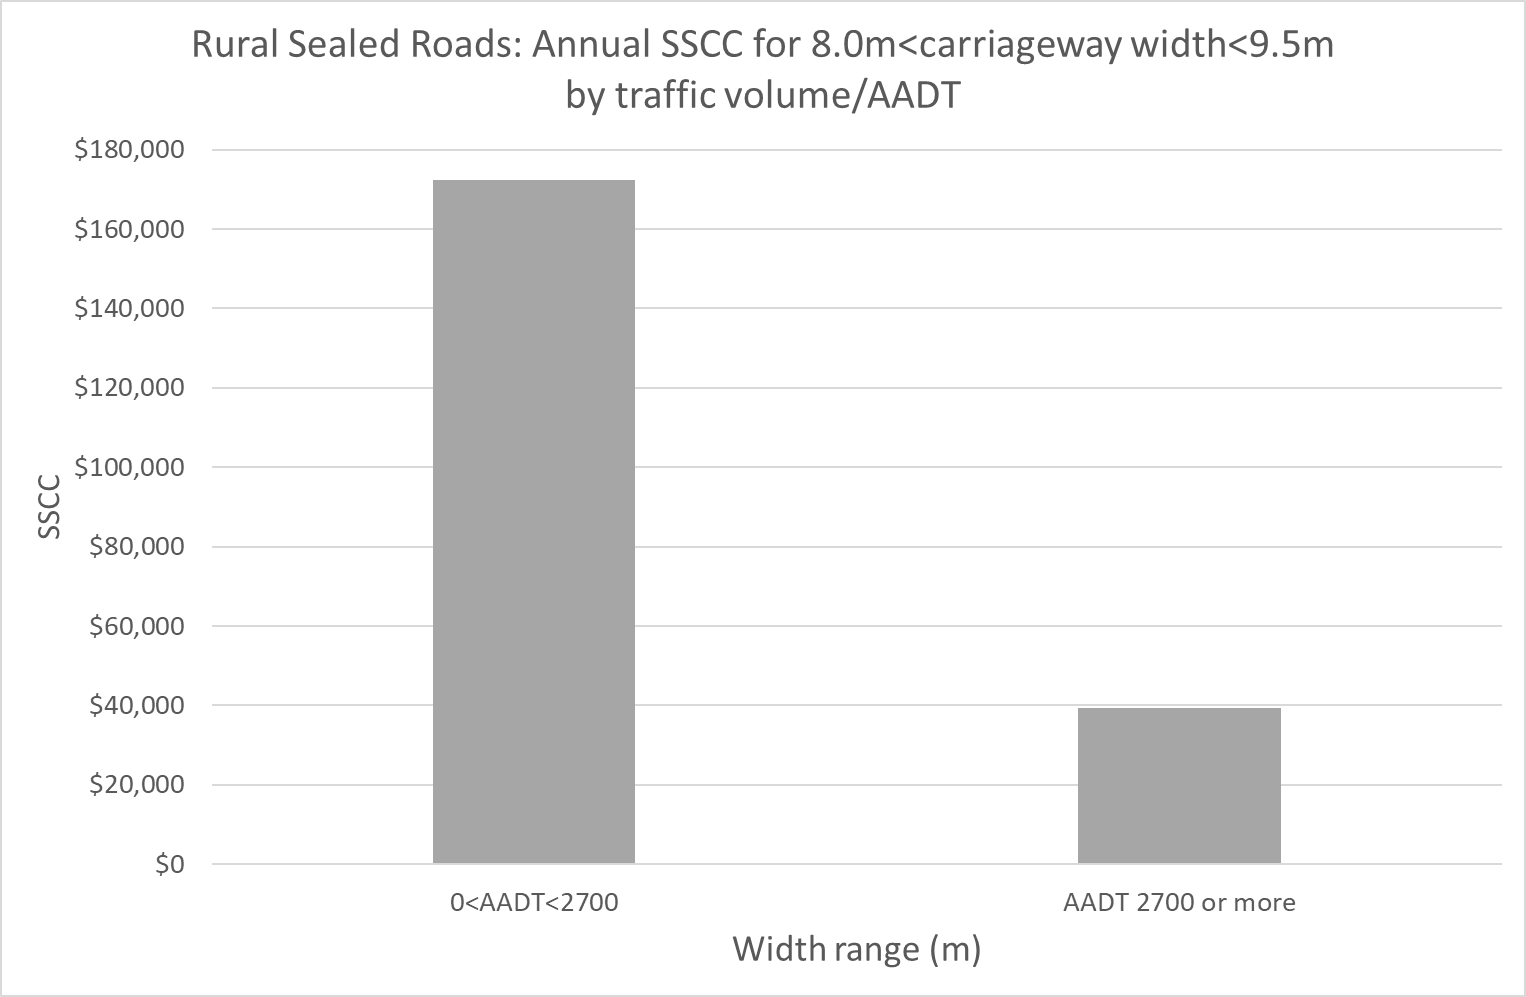 Rural Sealed Roads: Annual SSCC for 8.0m<carriageway width<9.5m
by traffic volume/AADT
$180,000
$160,000
$140,000
$120,000
$100,000
$80,000
$60,000
$40,000
$20,000
$0
SSCC
0<AADT<2700
AADT 2700 or more
Width range (m)